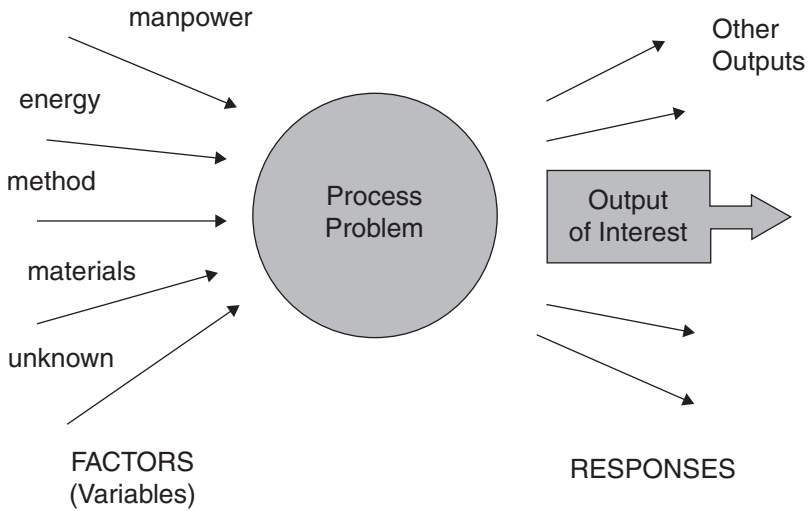 manpower
energy
method
materials
unknown
FACTORS
(Variables)
Process
Problem
Other
Outputs
Output
of Interest
RESPONSES